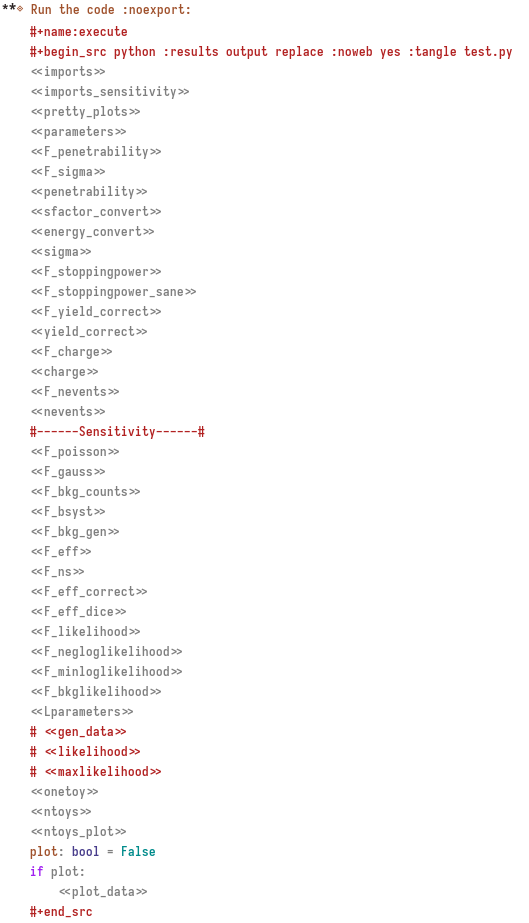 *** Run the code :noexport:
#+name:execute
#+begin_src python :results output replace :noweb yes :tangle test.py
<<imports>>
<<imports_sensitivity>>
<<pretty_plots>>
<<parameters>>
<<F_penetrability>>
<<F_sigma>>
<<penetrability>>
<<sfactor_convert>>
<<energy_convert>>
<<sigma>>
<<F_stoppingpower>>
<<F_stoppingpower_sane>>
<<F_yield_correct>>
<<yield_correct>>
<<F_charge>>
<<charge>>
<<F_nevents>>
<<nevents>>
#------Sensitivity------#
<<F_poisson>>
<<F_gauss>>
<<F_bkg_counts>>
<<F_bsyst>>
<<F_bkg_gen>>
<<F_eff>>
<<F_ns>>
<<F_eff_correct>>
<<F_eff_dice>>
<<F_likelihood>>
<<F_negloglikelihood>>
<<F_minloglikelihood>>
<<F_bkglikelihood>>
<<Lparameters>>
# <<gen_data>>
# <<likelihood>>
# <<maxlikelihood>>
<<onetoy>>
<<ntoys>>
<<ntoys_plot>>
plot: bool = False
if plot:
    <<plot_data>>
#+end_src